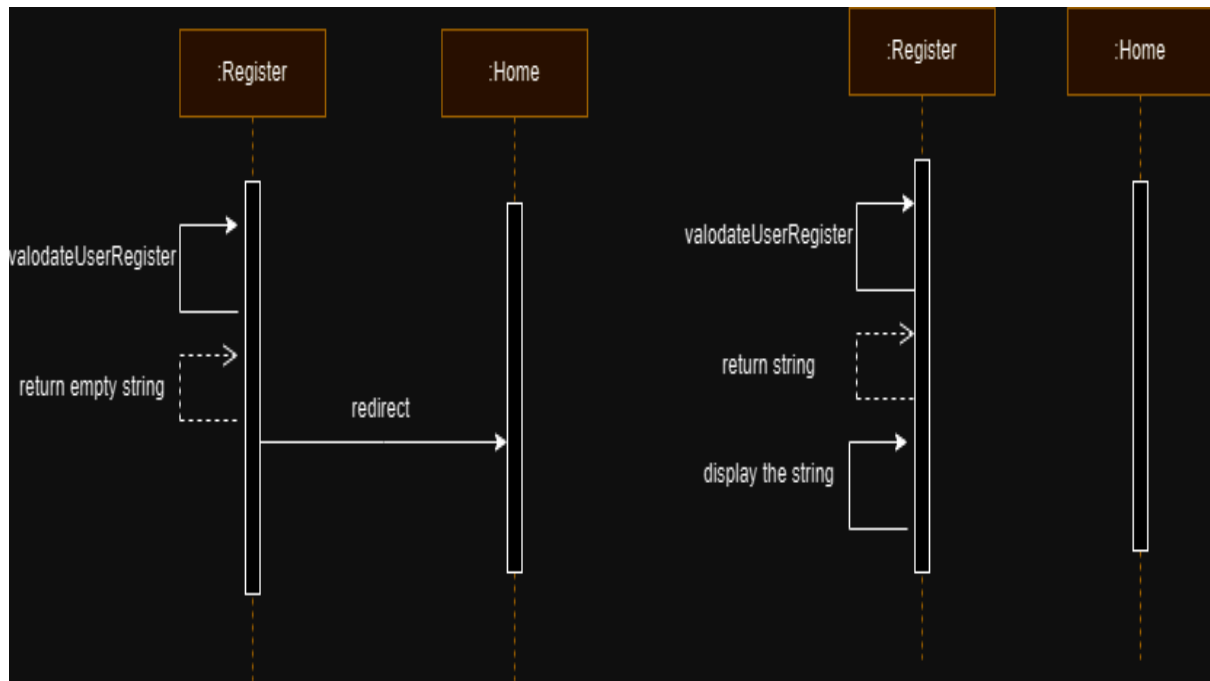 :Register
:Home
valodateUserRegister
return empty string
redirect
:Register
:Home
valodateUserRegister
return string
display the string